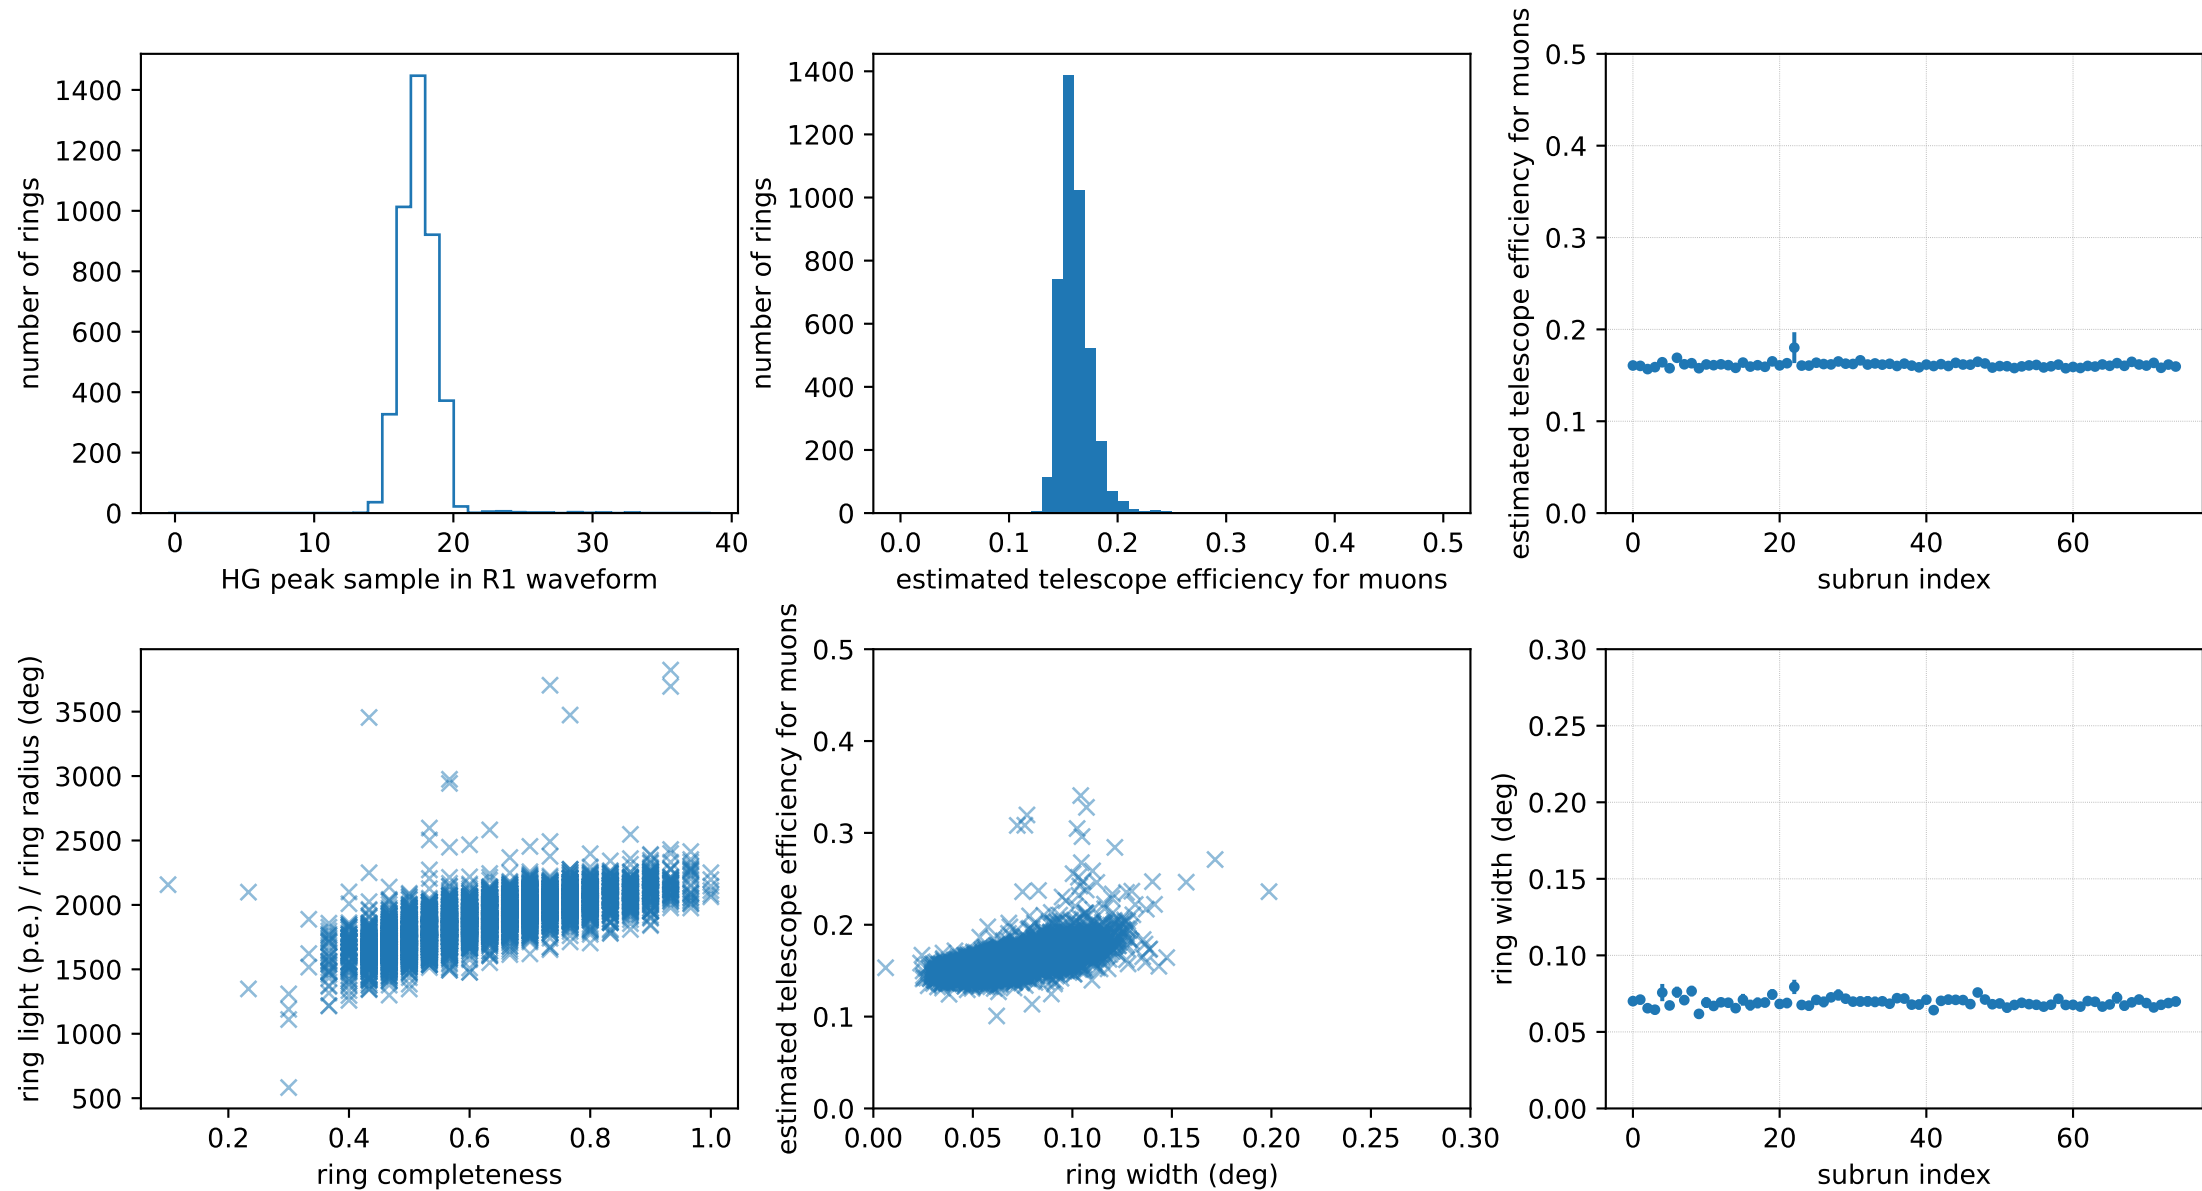 number of rings
1400
1200
1000
800
600
400
200
0
0 10 20 30 40
HG peak sample in R1 waveform
number of rings
1400
1200
1000
800
600
400
200
0
0.0 0.1 0.2 0.3 0.4 0.5
estimated telescope efficiency for muons
estimated telescope efficiency for muons
0.5
0.4
0.3
0.2
0.1
0.0
0 20 40 60
subrun index
ring light (p.e.) / ring radius (deg)
3500
3000
2500
2000
1500
1000
500
0.2 0.4 0.6 0.8 1.0
ring completeness
estimated telescope efficiency for muons
0.5
0.4
0.3
0.2
0.1
0.0
0.00 0.05 0.10 0.15 0.20 0.25 0.30
ring width (deg)
ring width (deg)
0.30
0.25
0.20
0.15
0.10
0.05
0.00
0 20 40 60
subrun index